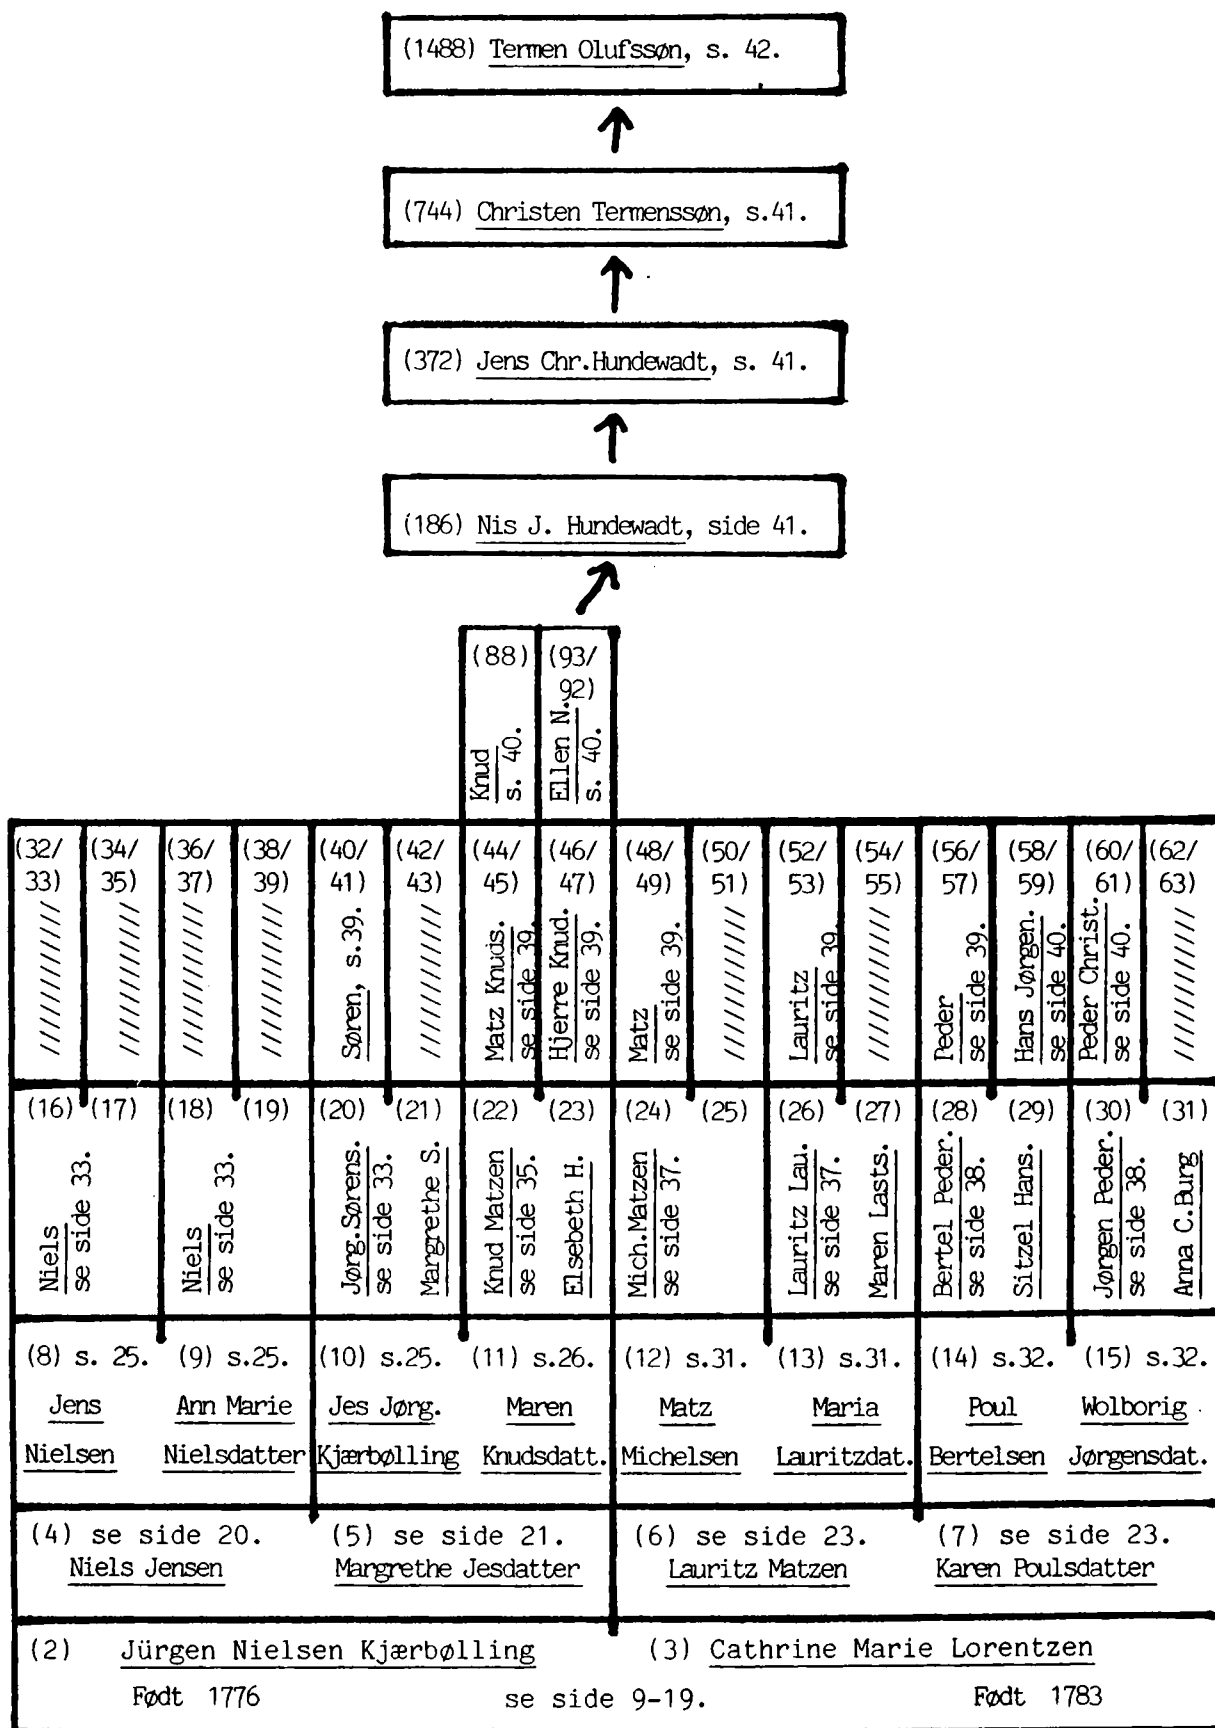 (1488) Termen Olufssøn, s. 42.
(744) Christen Termenssøn, s.41.
(372) Jens Chr.Hundewadt, s. 41.
(186) Nis J. Hundewadt, side 41.
(88)
Knud
s. 40.
(93/
92)
Ellen N.
s. 40.
(32/
33)
/////////////
(34/
35)
/////////////
(36/
37)
/////////////
(38/
39)
/////////////
(40/
41)
Søren, s.39.
(42/
43)
/////////////
(44/
45)
Matz Knuds.
se side 39.
(46/
47)
Hjerre Knud.
se side 39.
(48/
49)
Matz
se side 39.
(50/
51)
/////////////
(52/
53)
Lauritz
se side 39.
(54/
55)
/////////////
(56/
57)
Peder
se side 39.
(58/
59)
Hans Jørgen.
se side 40.
(60/
61)
Peder Christ.
se side 40.
(62/
63)
/////////////
(16) (17)
Niels
se side 33.
(18) (19)
Niels
se side 33.
(20)
Jørg.Sørens.
se side 33.
(21)
Margrethe S.
(22)
Knud Matzen
se side 35.
(23)
Elsebeth H.
(24) (25)
Mich.Matzen
se side 37.
(26)
Lauritz Lau.
se side 37.
(27)
Maren Lasts.
(28)
Bertel Peder.
se side 38.
(29)
Sitzel Hans.
(30)
Jørgen Peder.
se side 38.
(31)
Anna C.Bung
(8) s. 25.
Jens
Nielsen
(9) s.25.
Ann Marie
Nielsdatter
(10) s.25.
Jes Jørg.
Kjærbølling
(11) s.26.
Maren
Knudsdatt.
(12) s.31.
Matz
Michelsen
(13) s.31.
Maria
Lauritzdat.
(14) s.32.
Poul
Bertelsen
(15) s.32.
Wolborig
Jørgensdat.
(4) se side 20.
Niels Jensen
(5) se side 21.
Margrethe Jesdatter
(6) se side 23.
Lauritz Matzen
(7) se side 23.
Karen Poulsdatter
(2) Jürgen Nielsen Kjærbølling
(3) Cathrine Marie Lorentzen
Født 1776
se side 9-19.
Født 1783